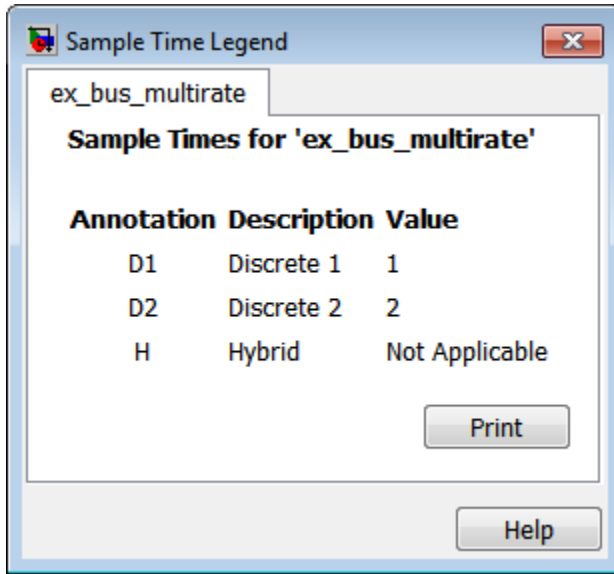 Sample Time Legend
ex_bus_multirate
Sample Times for 'ex_bus_multirate'
Annotation Description Value
D1 Discrete 1 1
D2 Discrete 2 2
H Hybrid Not Applicable
Print
Help